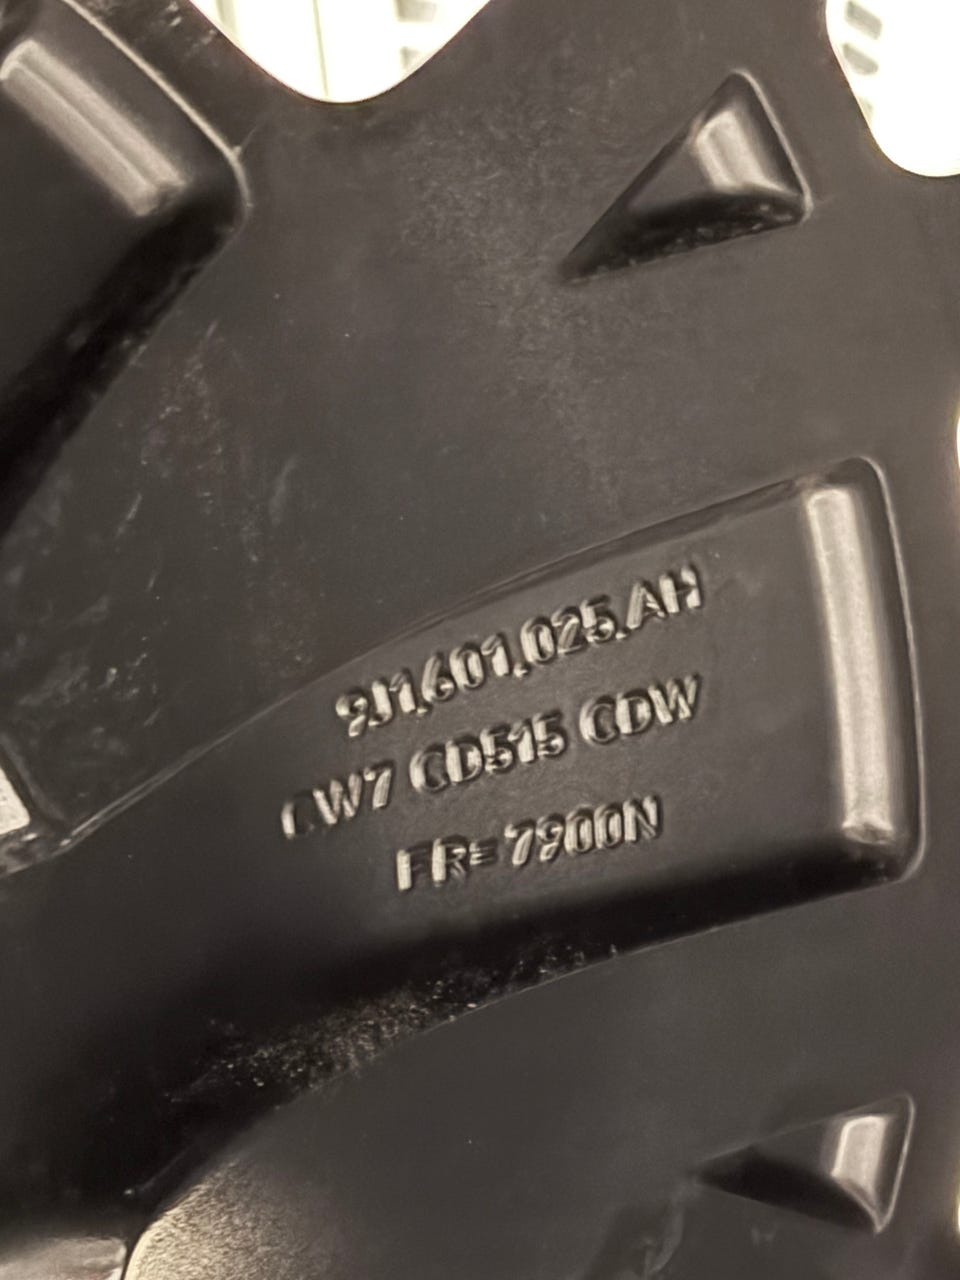 9J1.601.025.AH
CW7 CD515 CDW
FR= 7900N